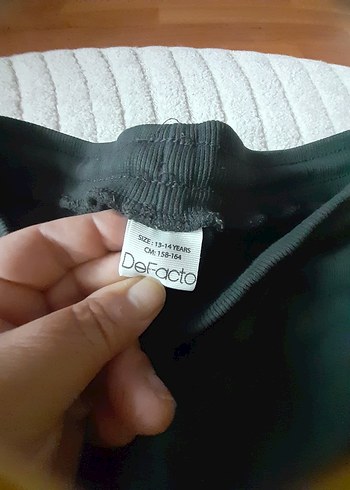 SIZE : 13-14 YEARS
CM: 158-164
DeFacto